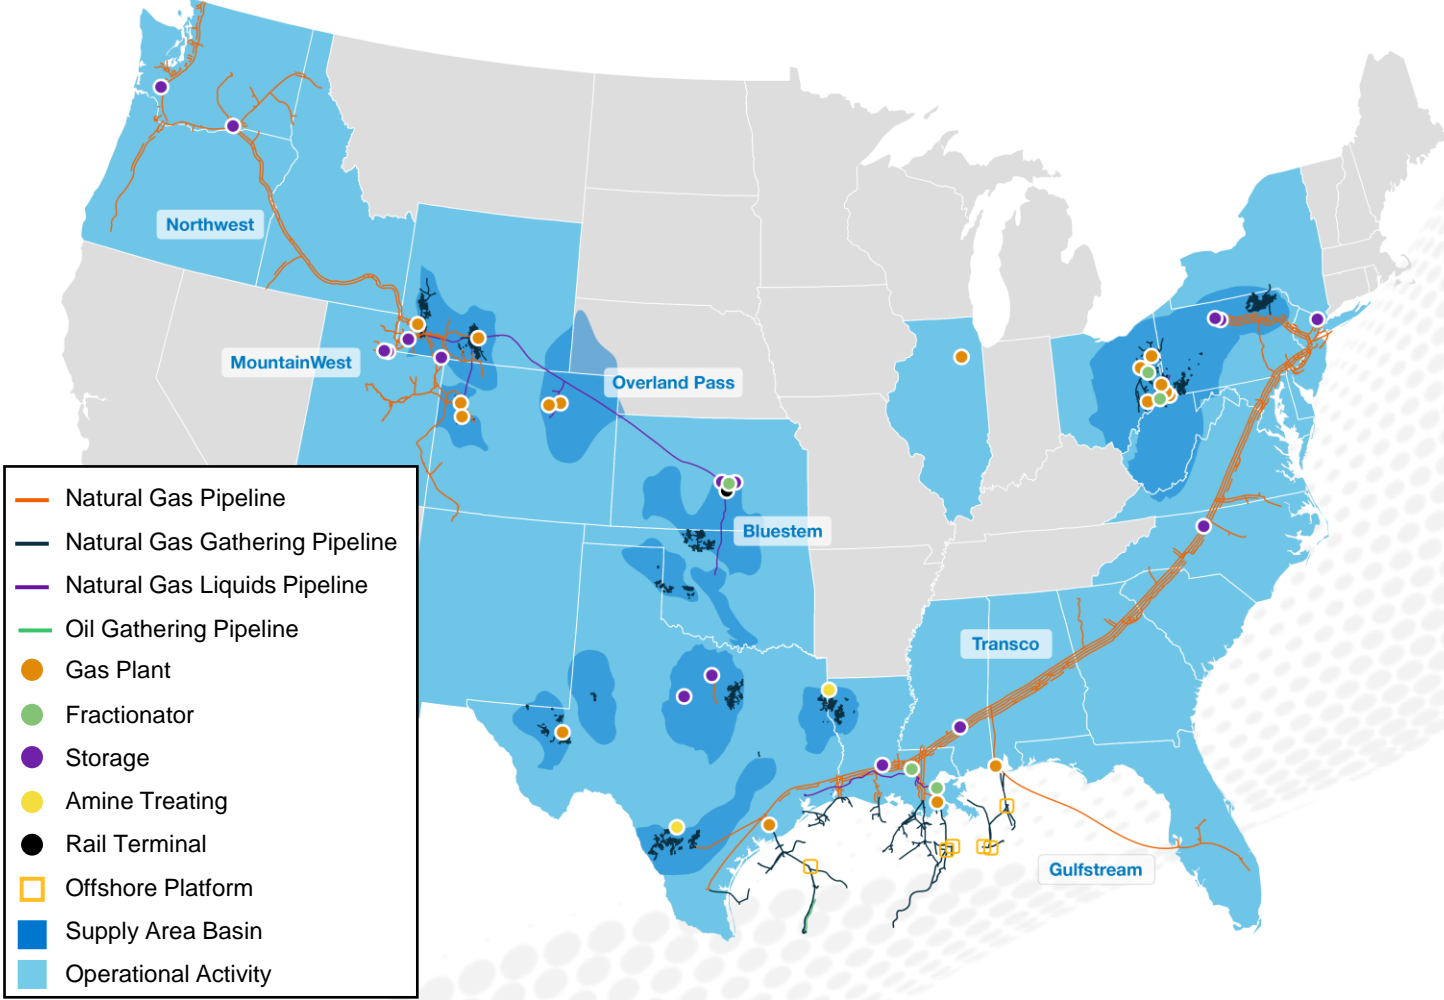 Northwest
MountainWest
Overland Pass
Bluestem
Transco
Gulfstream
Natural Gas Pipeline
Natural Gas Gathering Pipeline
Natural Gas Liquids Pipeline
Oil Gathering Pipeline
Gas Plant
Fractionator
Storage
Amine Treating
Rail Terminal
Offshore Platform
Supply Area Basin
Operational Activity